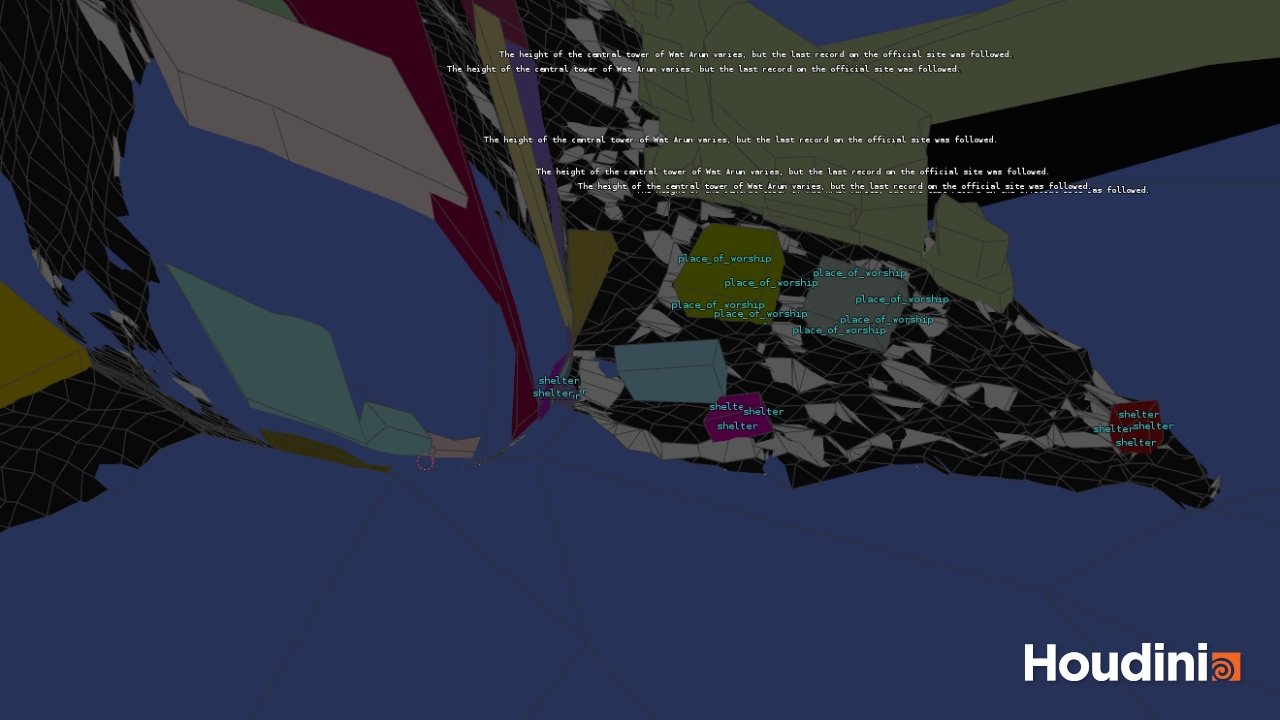 The height of the central tower of Wat Arun varies, but the last record on the official site was followed.
The height of the central tower of Wat Arun varies, but the last record on the official site was followed.
The height of the central tower of Wat Arun varies, but the last record on the official site was followed.
The height of the central tower of Wat Arun varies, but the last record on the official site was followed.
The height of the central tower of Wat Arun varies, but the last record on the official site was followed.
was followed.
place_of_worship
place_of_worship
place_of_worship
place_of_worship
place_of_worship
place_of_worship
place_of_worship
place_of_worship
shelter
shelter
shelte
shelter
shelter
shelter
shelter
shelter
shelter
Houdini